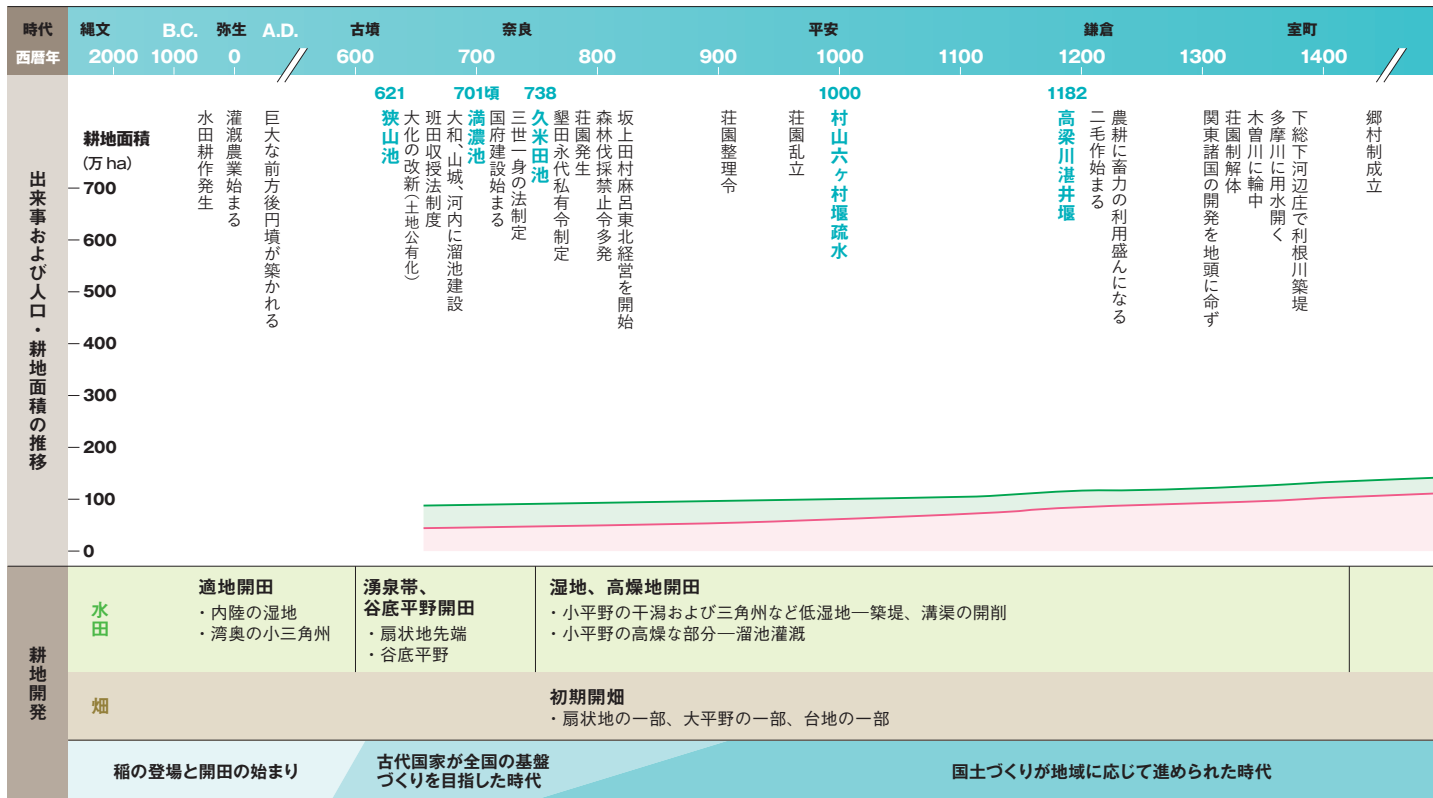 時代 縄文 B.C. 弥生 A.D. 古墳 奈良 平安 鎌倉 室町
西暦年 2000 1000 0 600 700 800 900 1000 1100 1200 1300 1400
621 701頃 738 1000 1182
出来事および人口・耕地面積の推移
耕地面積
(万 ha)
700
600
500
400
300
200
100
0
水田耕作発生
灌漑農業始まる
巨大な前方後円墳が築かれる
狭山池
大化の改新(土地公有化)
班田収授法制度
大和、山城、河内に溜池建設
満濃池
国府建設始まる
三世一身の法制定
久米田池
墾田永代私有令制定
荘園発生
森林伐採禁止令多発
坂上田村麻呂東北経営を開始
荘園整理令
荘園乱立
村山六ヶ村堰疏水
高梁川湛井堰
二毛作始まる
農耕に畜力の利用盛んになる
関東諸国の開発を地頭に命ず
荘園制解体
木曽川に輪中
多摩川に用水開く
下総下河辺庄で利根川築堤
郷村制成立
耕地開発
水田
適地開田
・内陸の湿地
・湾奥の小三角州
湧泉帯、
谷底平野開田
・扇状地先端
・谷底平野
湿地、高燥地開田
・小平野の干潟および三角州など低湿地―築堤、溝渠の開削
・小平野の高燥な部分―溜池灌漑
畑
初期開畑
・扇状地の一部、大平野の一部、台地の一部
稲の登場と開田の始まり
古代国家が全国の基盤
づくりを目指した時代
国土づくりが地域に応じて進められた時代